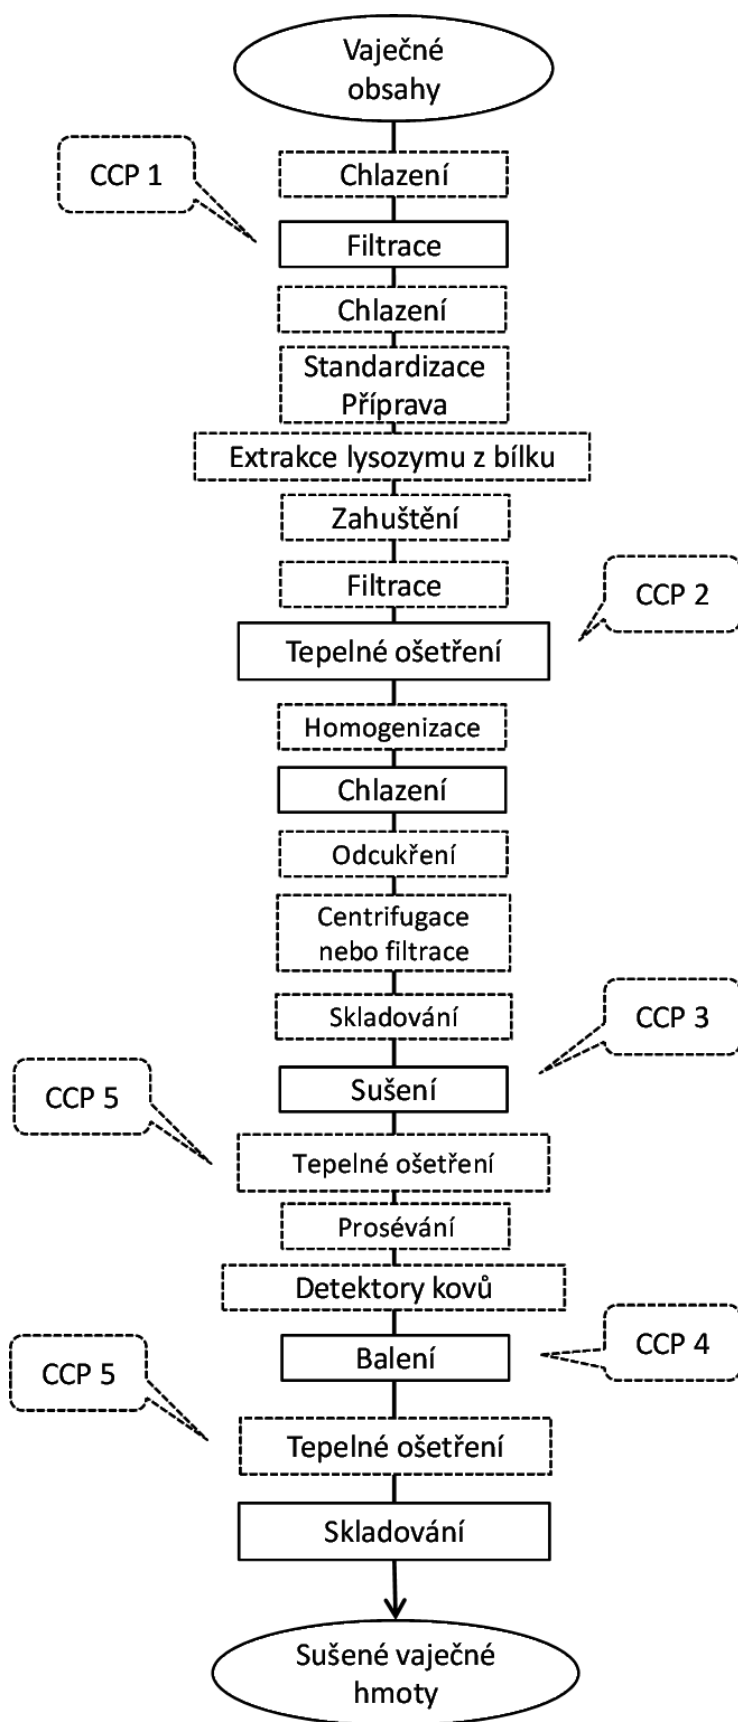 Vaječné
obsahy
CCP 1
Chlazení
Filtrace
Chlazení
Standardizace
Příprava
Extrakce lysozymu z bílku
Zahuštění
Filtrace
CCP 2
Tepelné ošetření
Homogenizace
Chlazení
Odcukření
Centrifugace
nebo filtrace
Skladování
CCP 3
Sušení
CCP 5
Tepelné ošetření
Prosévání
Detektory kovů
CCP 4
Balení
CCP 5
Tepelné ošetření
Skladování
Sušené vaječné
hmoty